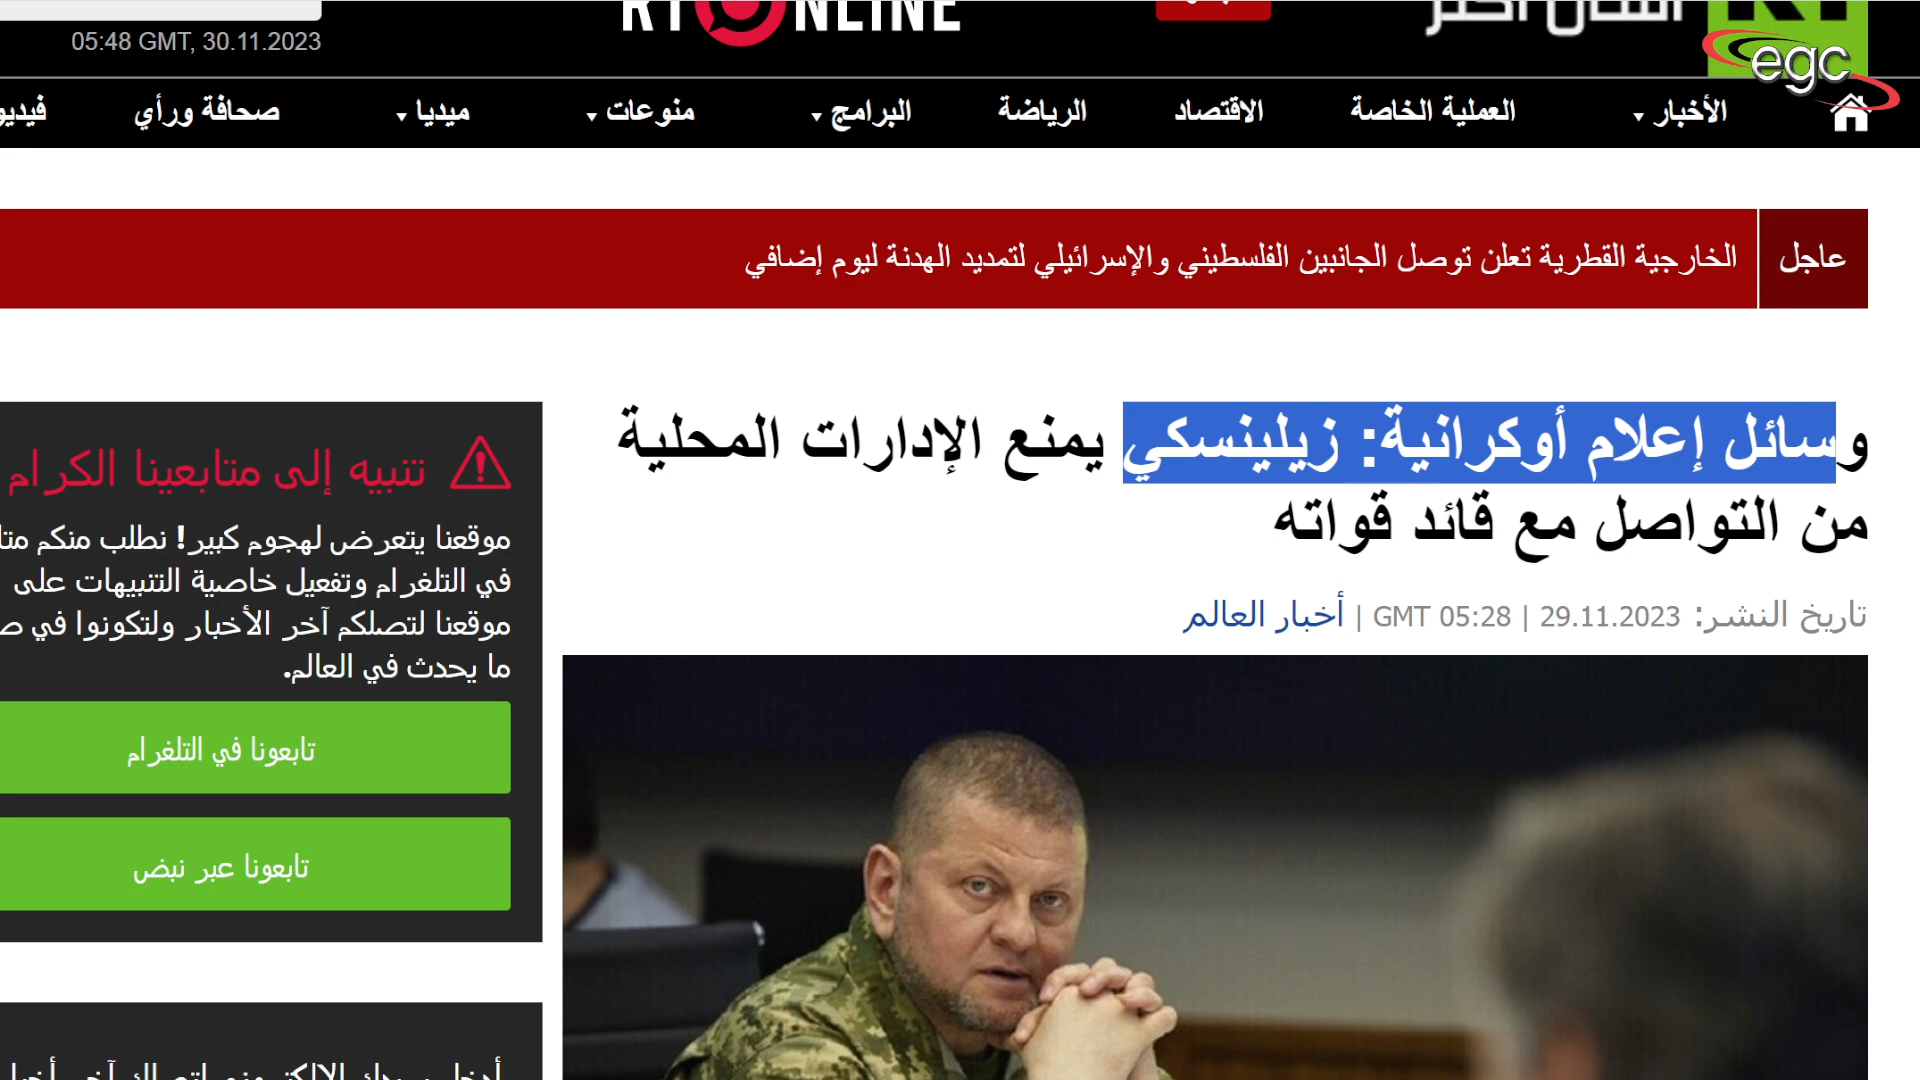 RT ONLINE
05:48 GMT, 30.11.2023
egc
الأخبار
العملية الخاصة
الاقتصاد
الرياضة
البرامج
منوعات
ميديا
صحافة ورأي
عاجل
الخارجية القطرية تعلن توصل الجانبين الفلسطيني والإسرائيلي لتمديد الهدنة ليوم إضافي
وسائل إعلام أوكرانية: زيلينسكي يمنع الإدارات المحلية
من التواصل مع قائد قواته
تاريخ النشر: 29.11.2023 | 05:28 GMT | أخبار العالم
تنبيه إلى متابعينا الكرام
موقعنا يتعرض لهجوم كبير! نطلب منكم
في التلغرام وتفعيل خاصية التنبيهات على
موقعنا لتصلكم آخر الأخبار ولتكونوا في
ما يحدث في العالم.
تابعونا في التلغرام
تابعونا عبر نبض